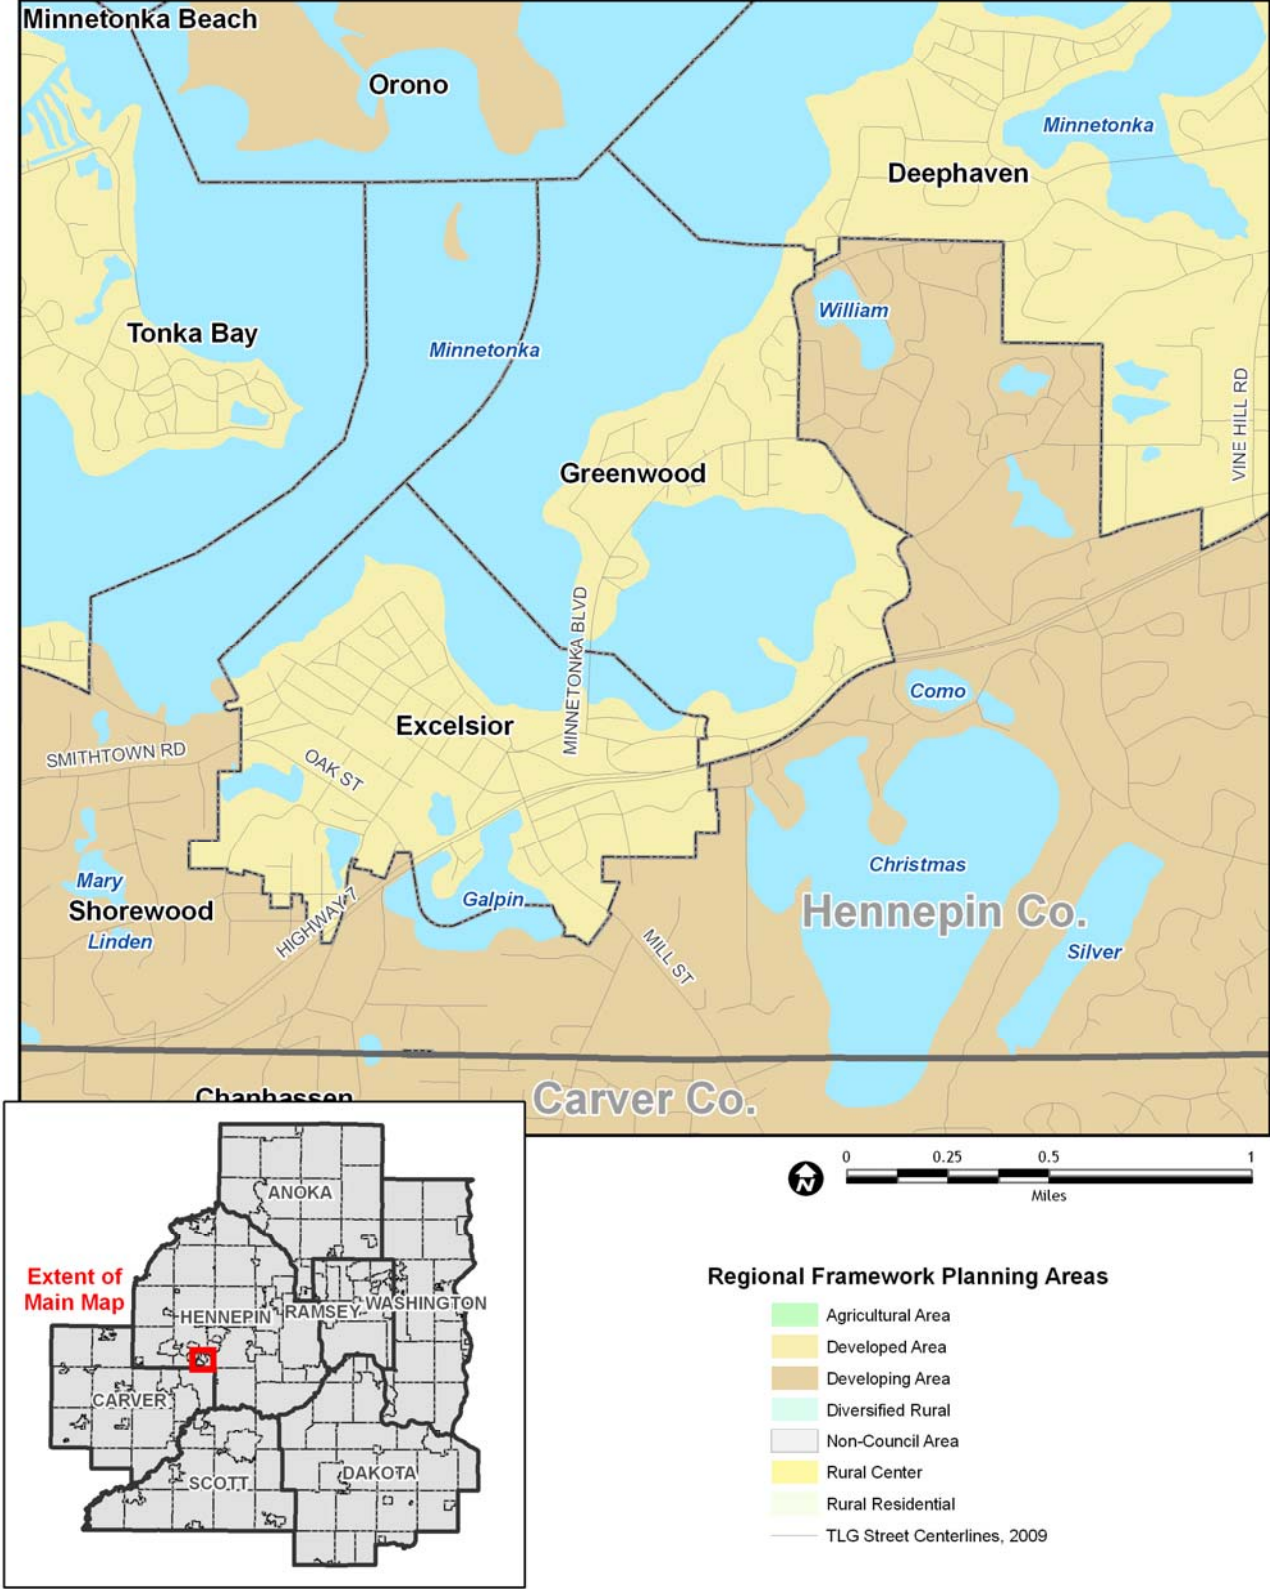 Minnetonka Beach
Orono
Minnetonka
Deephaven
William
Tonka Bay
Minnetonka
VINE HILL RD
Greenwood
MINNETONKA BLVD
Como
Excelsior
SMITHTOWN RD
OAK ST
Christmas
Mary
Galpin
Shorewood
Hennepin Co.
HIGHWAY 7
Linden
MILL ST
Silver
Chanhassen
Carver Co.
ANOKA
Extent of
Main Map
HENNEPIN
RAMSEY
WASHINGTON
CARVER
SCOTT
DAKOTA
N
0 0.25 0.5 1
Miles
Regional Framework Planning Areas
Agricultural Area
Developed Area
Developing Area
Diversified Rural
Non-Council Area
Rural Center
Rural Residential
TLG Street Centerlines, 2009